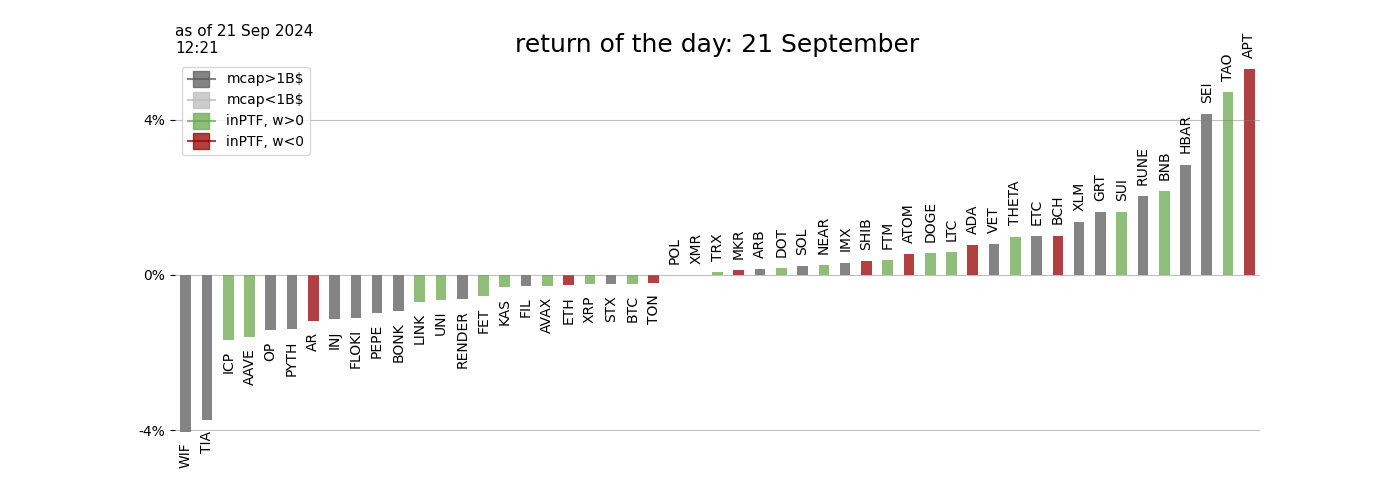 as of 21 Sep 2024
12:21
return of the day: 21 September
mcap>1B$
mcap<1B$
inPTF, w>0
inPTF, w<0
4%
0%
-4%
WIF
TIA
ICP
AAVE
OP
PYTH
AR
INJ
FLOKI
PEPE
BONK
LINK
UNI
RENDER
FET
KAS
FIL
AVAX
ETH
XRP
STX
BTC
TON
POL
XMR
TRX
MKR
ARB
DOT
SOL
NEAR
IMX
SHIB
FTM
ATOM
DOGE
LTC
ADA
VET
THETA
ETC
BCH
XLM
GRT
SUI
RUNE
BNB
HBAR
SEI
TAO
APT